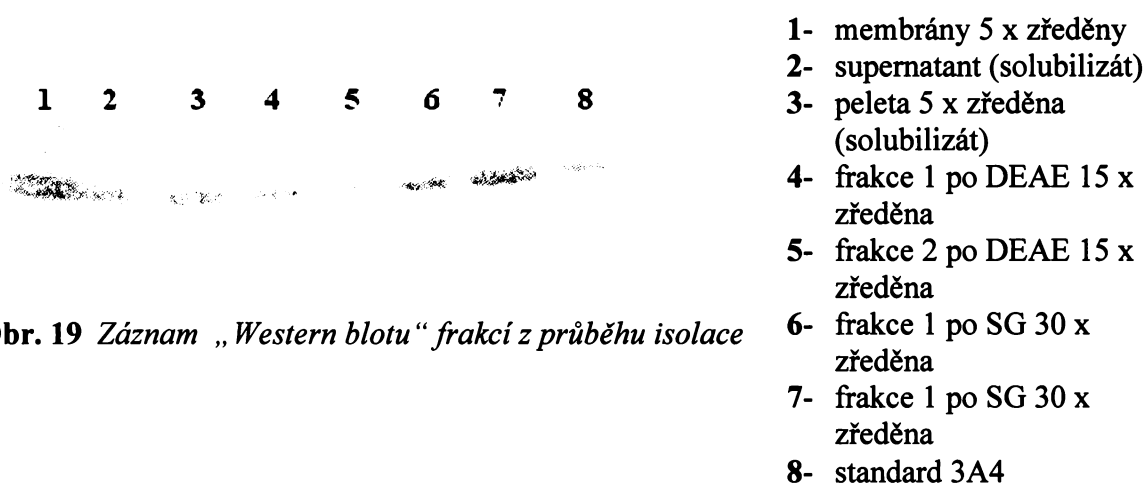 1 2 3 4 5 6 7 8
br. 19 Záznam „Western blotu“ frakcí z průběhu isolace
1- membrány 5 x zředěny
2- supernatant (solubilizát)
3- peleta 5 x zředěna
(solubilizát)
4- frakce 1 po DEAE 15 x
zředěna
5- frakce 2 po DEAE 15 x
zředěna
6- frakce 1 po SG 30 x
zředěna
7- frakce 1 po SG 30 x
zředěna
8- standard 3A4